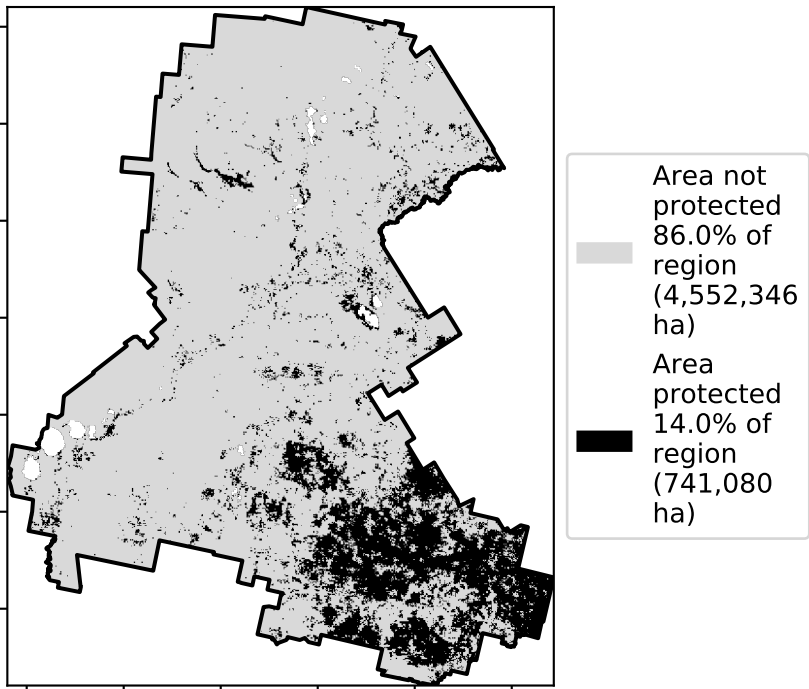 Area not
protected
86.0% of
region
(4,552,346
ha)
Area
protected
14.0% of
region
(741,080
ha)